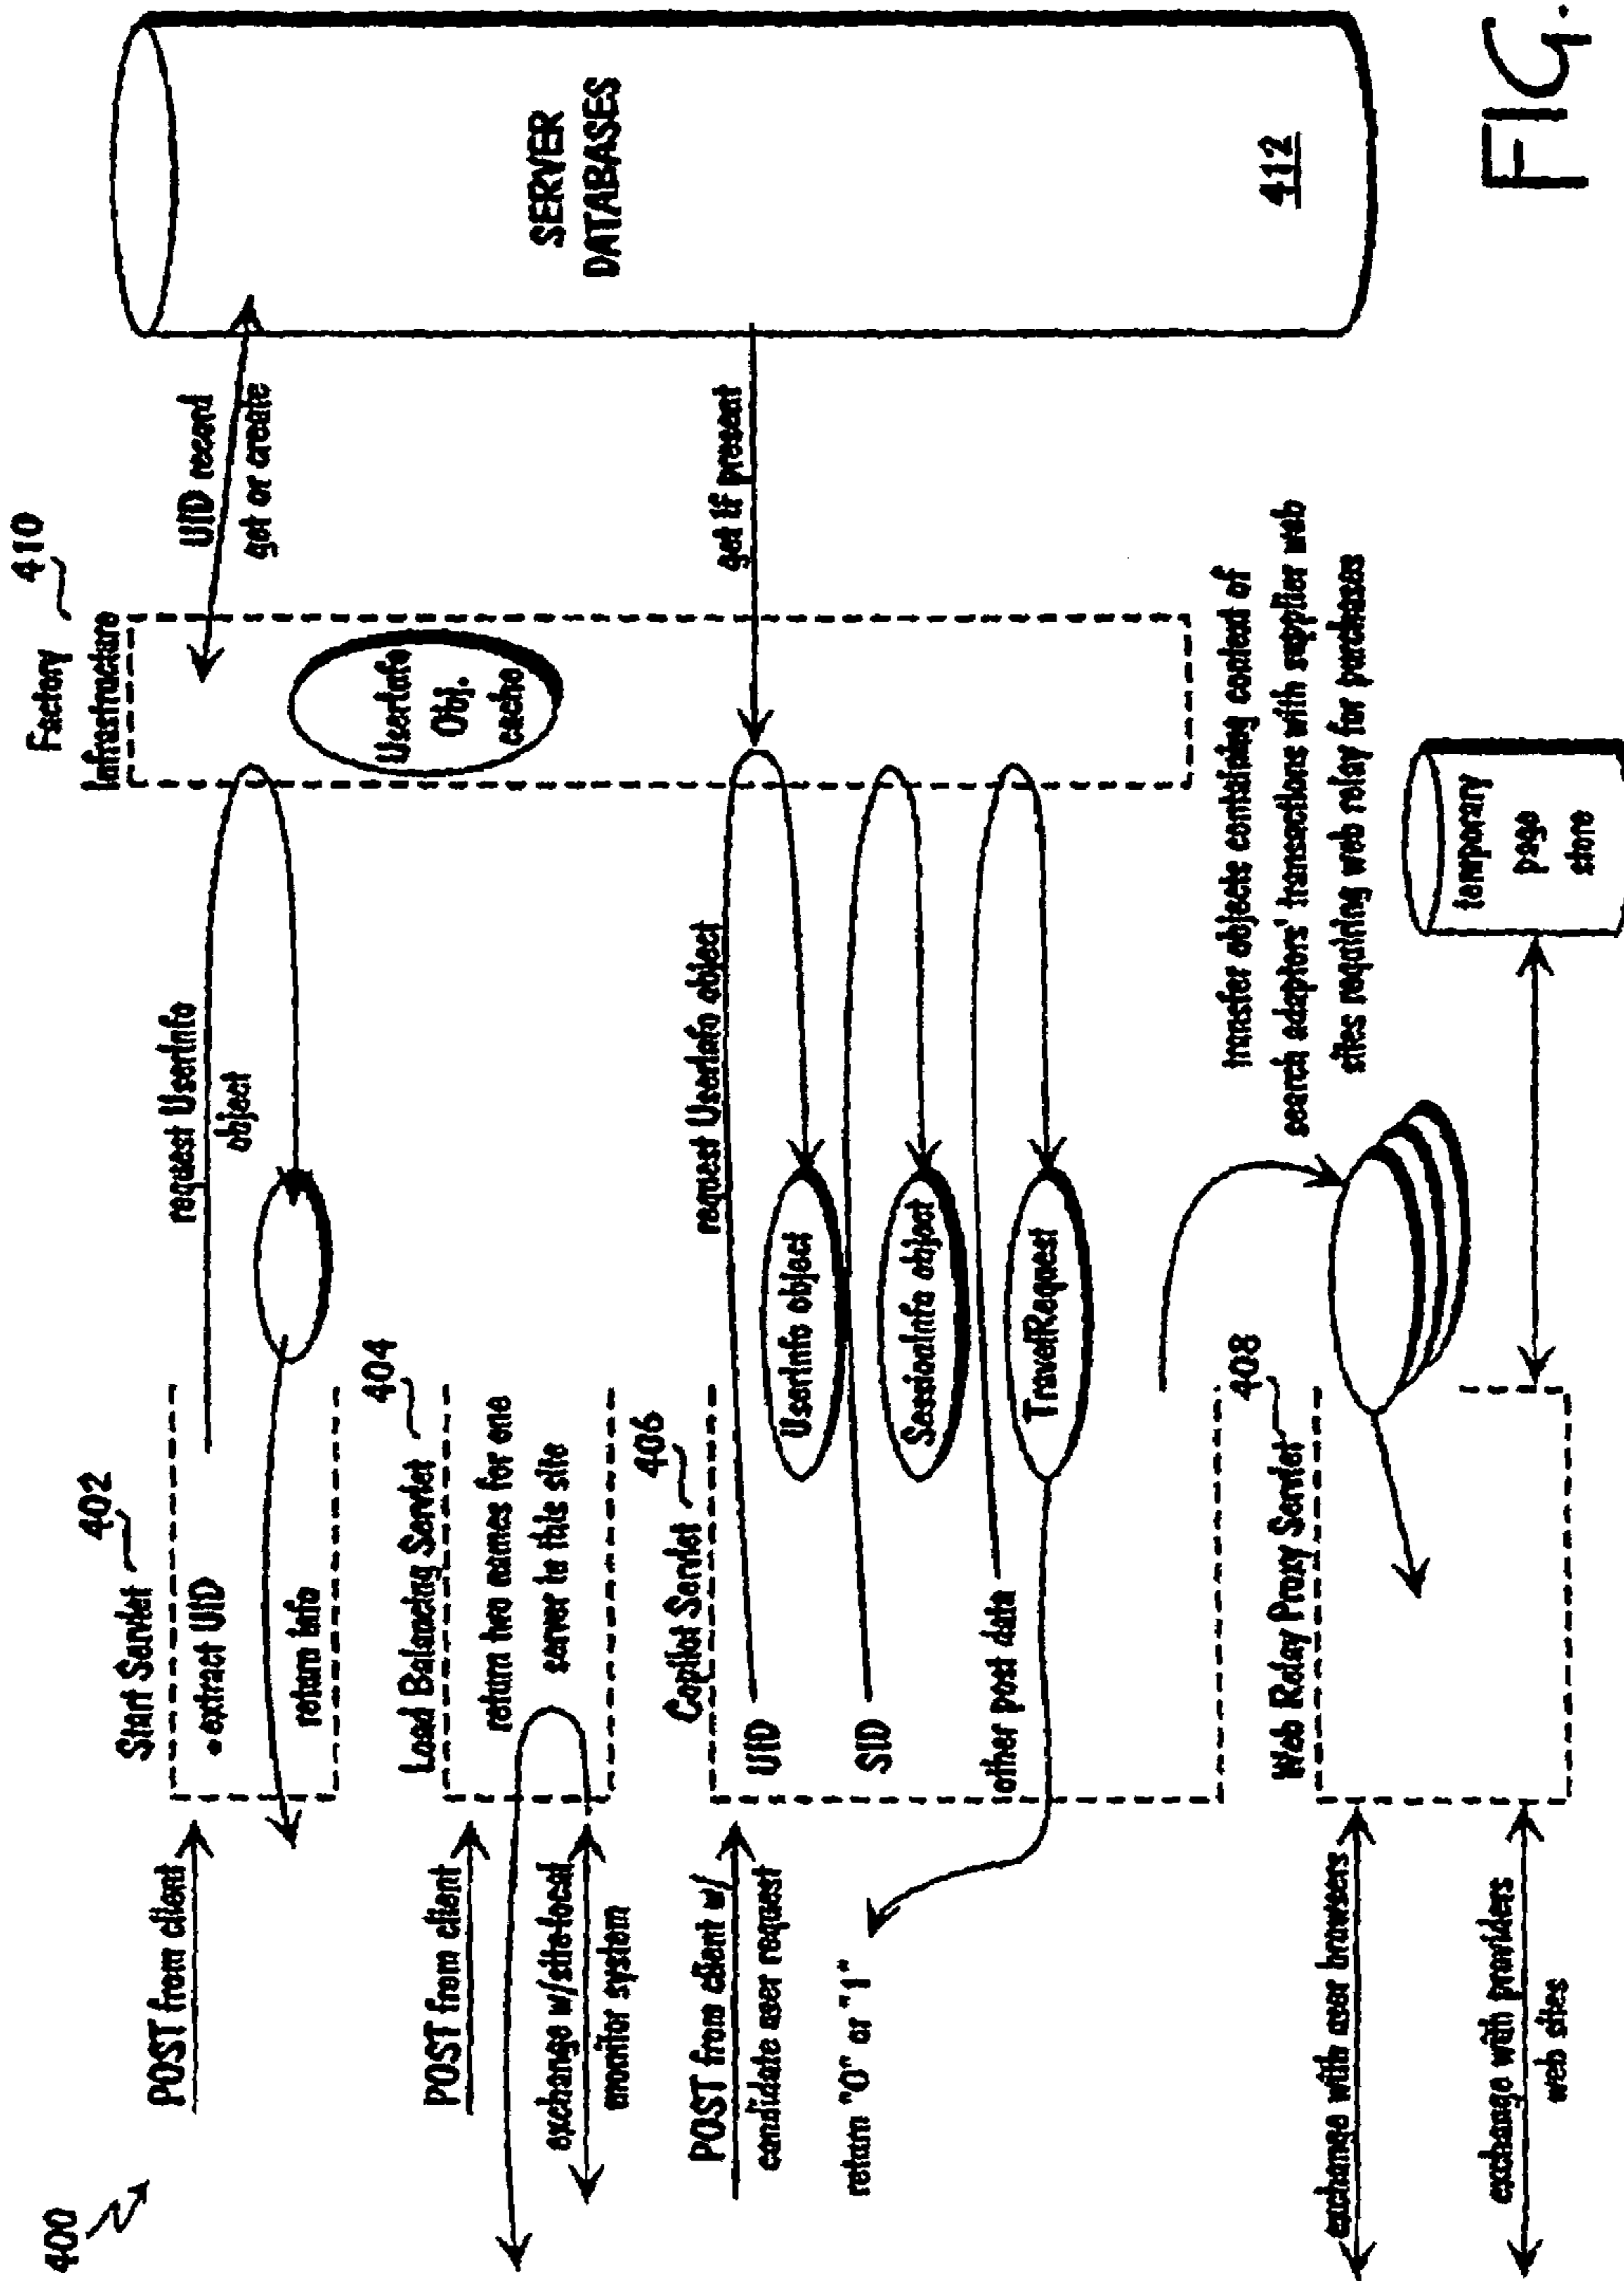 400
POST from client
Start Servlet
402
• extract UID
return info
request UserInfo
object
Factory
Infrastructure
410
UserInfo
Obj.
cache
UID record
get or create
SERVER
DATABASES
412
POST from client
exchange w/site-local
monitor system
Load Balancing Servlet
404
return two names for one
server in this site
POST from client w/
candidate user request
return "0" or "1"
Copilot Servlet
406
UID
SID
other post data
request UserInfo object
UserInfo object
SessionInfo object
TravelRequest
get if present
transfer objects containing content of
search adaptors' transactions with supplier web
sites requiring web relay for purchases
exchange with user browsers
exchange with providers
web sites
Web Relay Proxy Servlet
408
temporary
page
store
FIG.